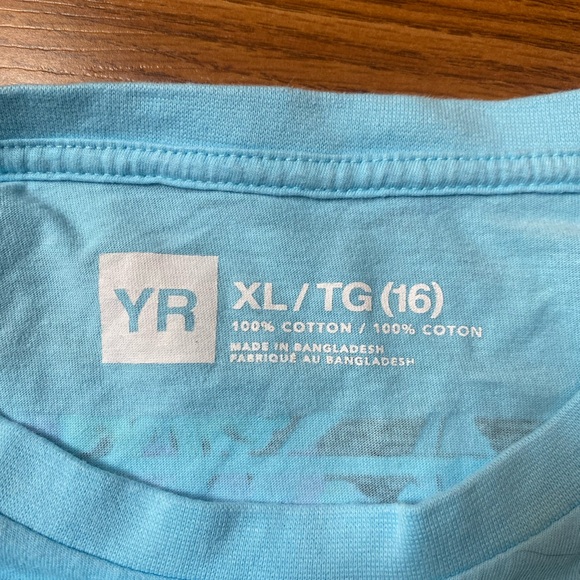 YR
XL / TG (16)
100% COTTON / 100% COTON
MADE IN BANGLADESH
FABRIQUÉ AU BANGLADESH